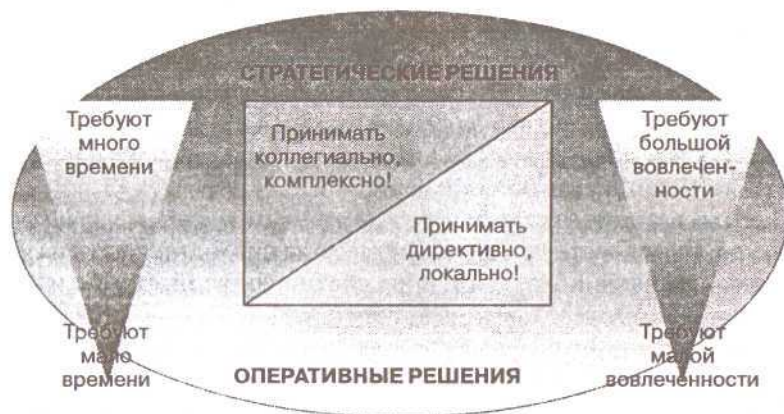 СТРАТЕГИЧЕСКИЕ РЕШЕНИЯ
Требуют
много
времени
Принимать
коллегиально,
комплексно!
Требуют
большой
вовлечен-
ности
Принимать
директивно,
локально!
Требуют
мало
времени
ОПЕРАТИВНЫЕ РЕШЕНИЯ
Требуют
малой
вовлеченности